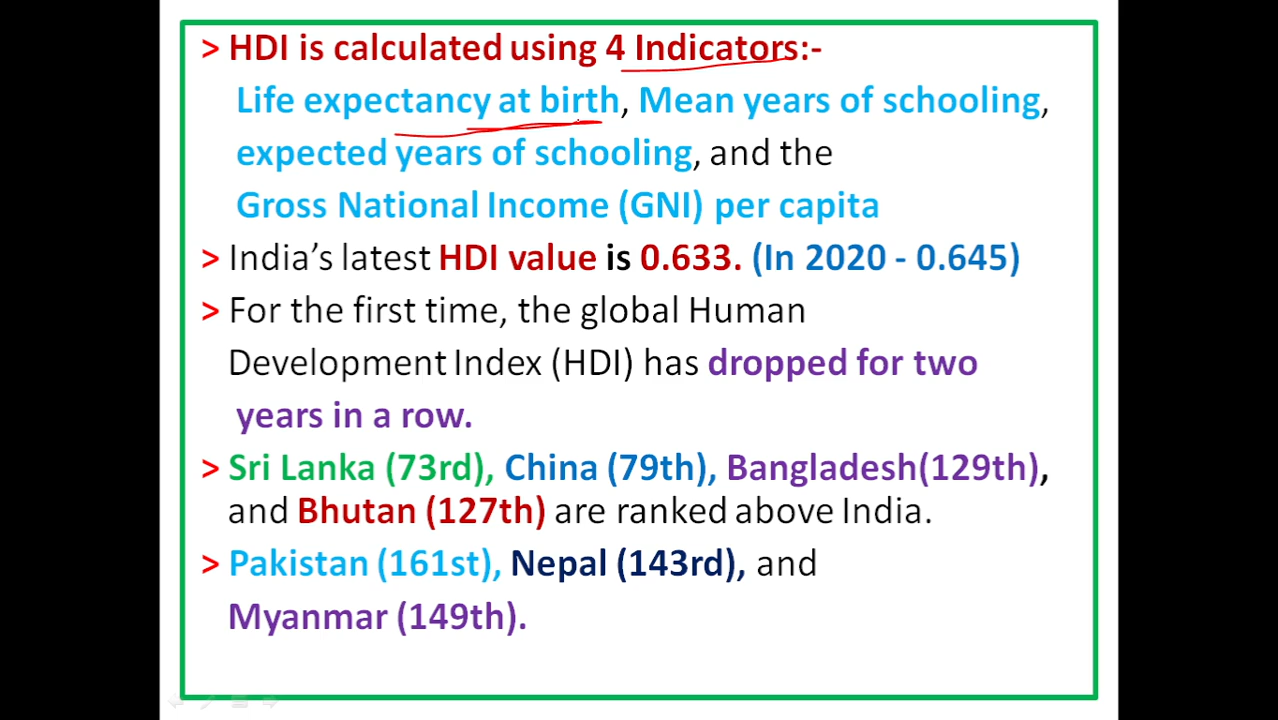 > HDI is calculated using 4 Indicators:-
Life expectancy at birth, Mean years of schooling,
expected years of schooling, and the
Gross National Income (GNI) per capita
> India’s latest HDI value is 0.633. (In 2020 - 0.645)
> For the first time, the global Human
Development Index (HDI) has dropped for two
years in a row.
> Sri Lanka (73rd), China (79th), Bangladesh(129th),
and Bhutan (127th) are ranked above India.
> Pakistan (161st), Nepal (143rd), and
Myanmar (149th).